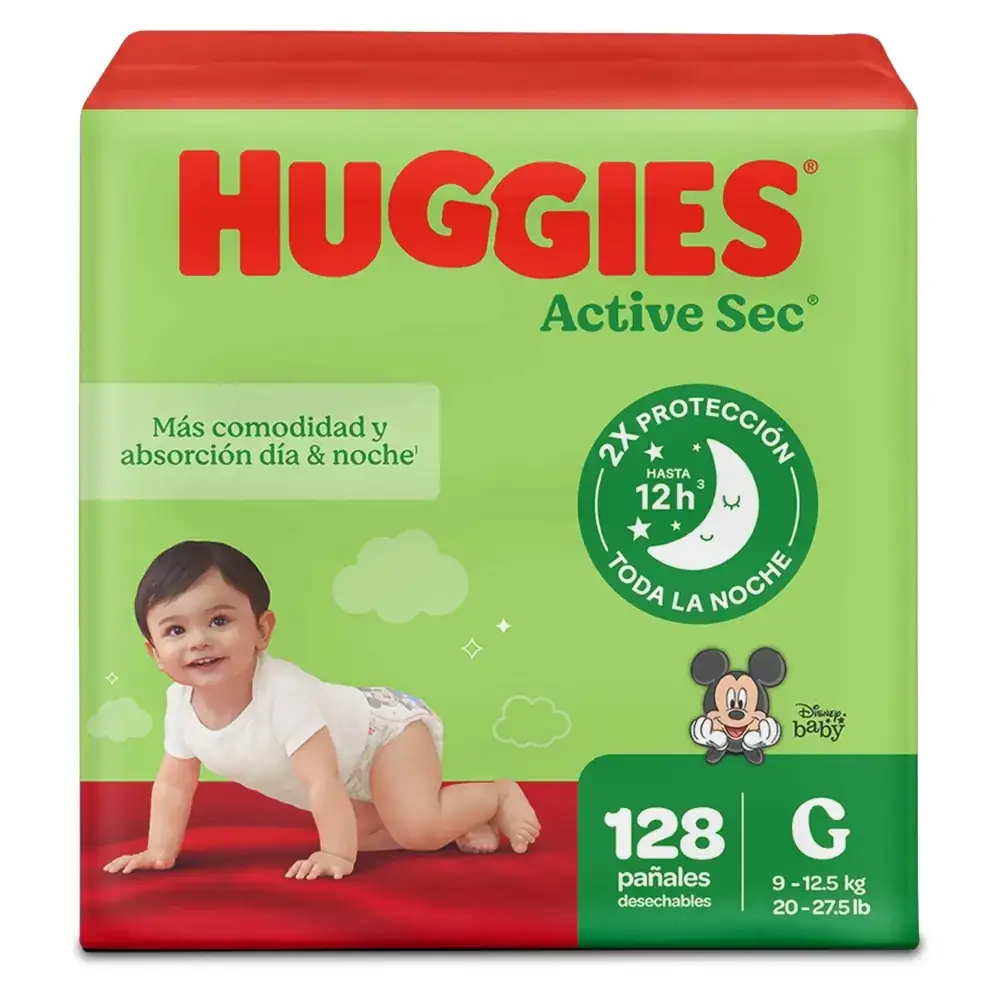 HUGGIES®
Active Sec®
Más comodidad y
absorción día & noche¹
2X PROTECCIÓN
HASTA
12h³
TODA LA NOCHE
Disney
baby
128
pañales
desechables
G
9 - 12.5 kg
20 - 27.5 lb